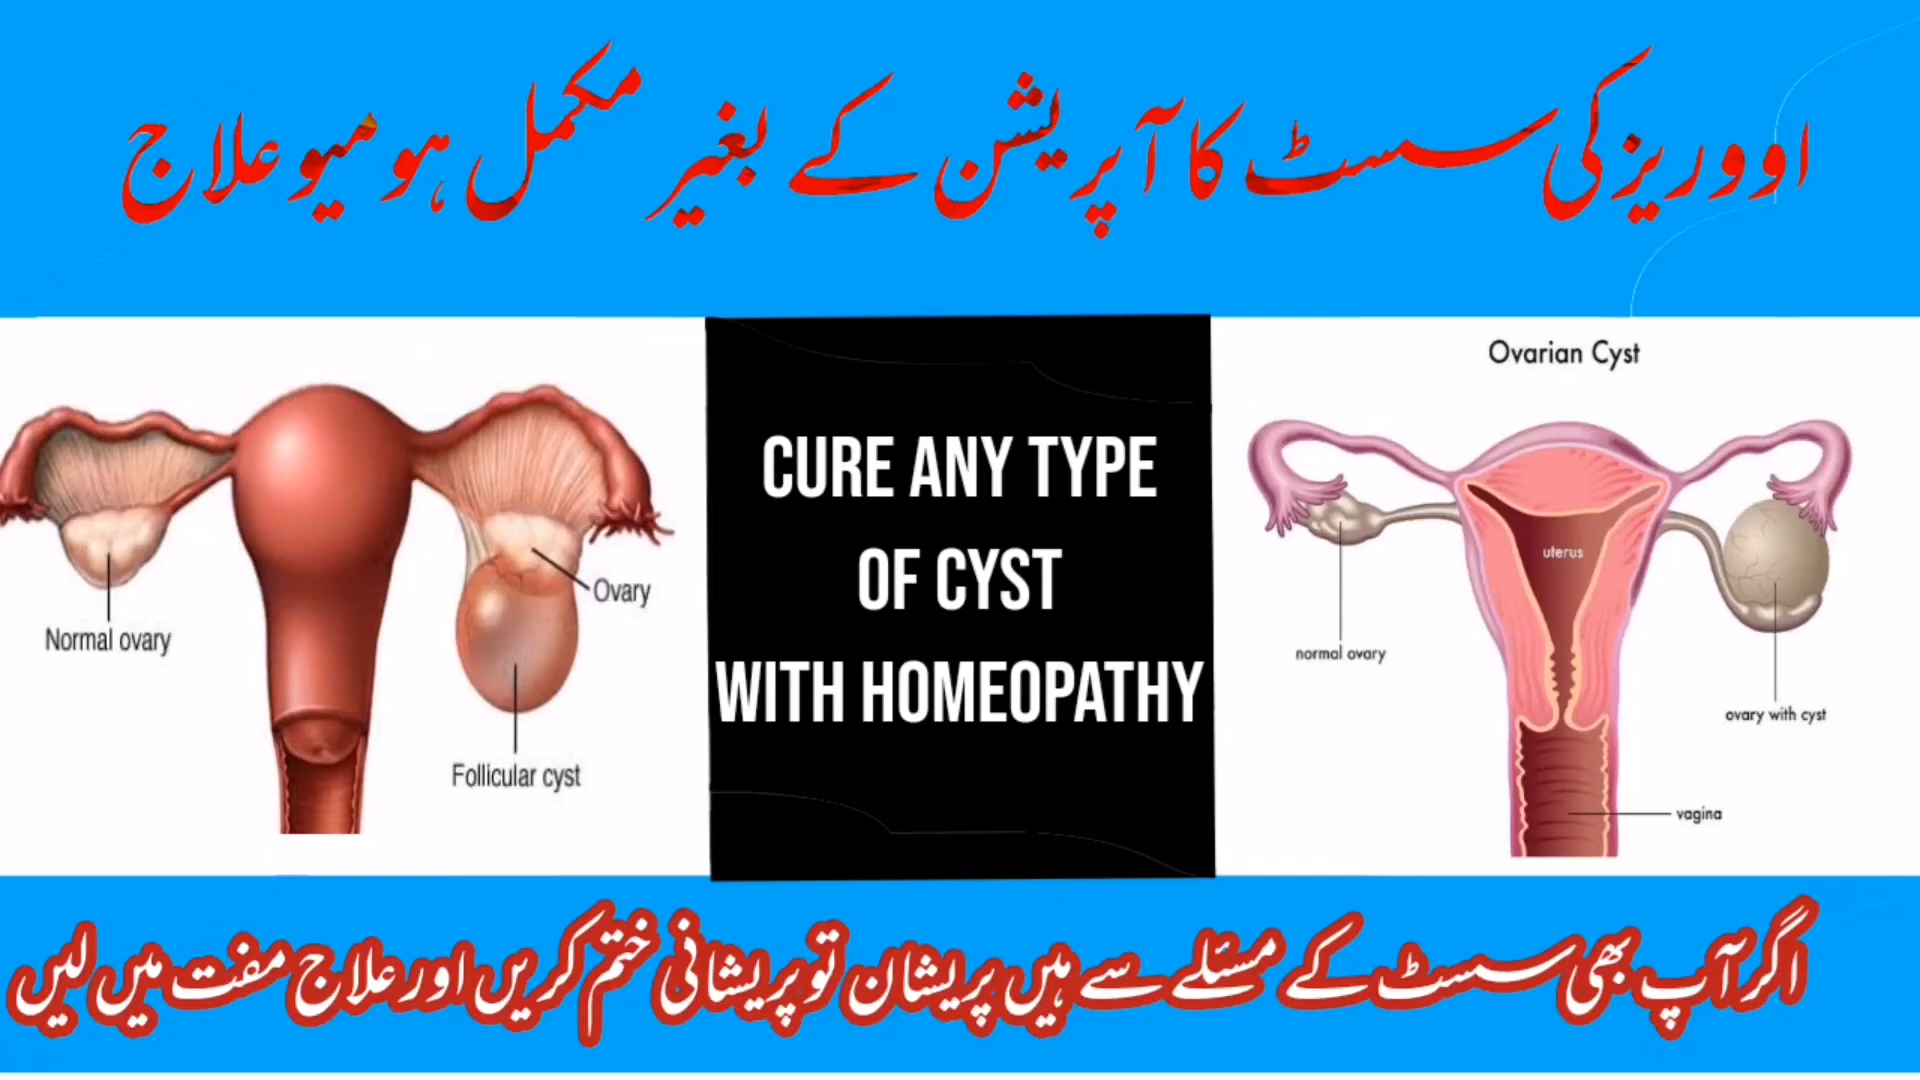 اووریز کی سسٹ کا آپریشن کے بغیر مکمل ہومیو علاج
Ovarian Cyst
CURE ANY TYPE
OF CYST
WITH HOMEOPATHY
Normal ovary
Ovary
Follicular cyst
uterus
normal ovary
ovary with cyst
vagina
اگر آپ بھی سسٹ کے مسئلے سے ہیں پریشان تو پریشانی ختم کریں اور علاج مفت میں لیں